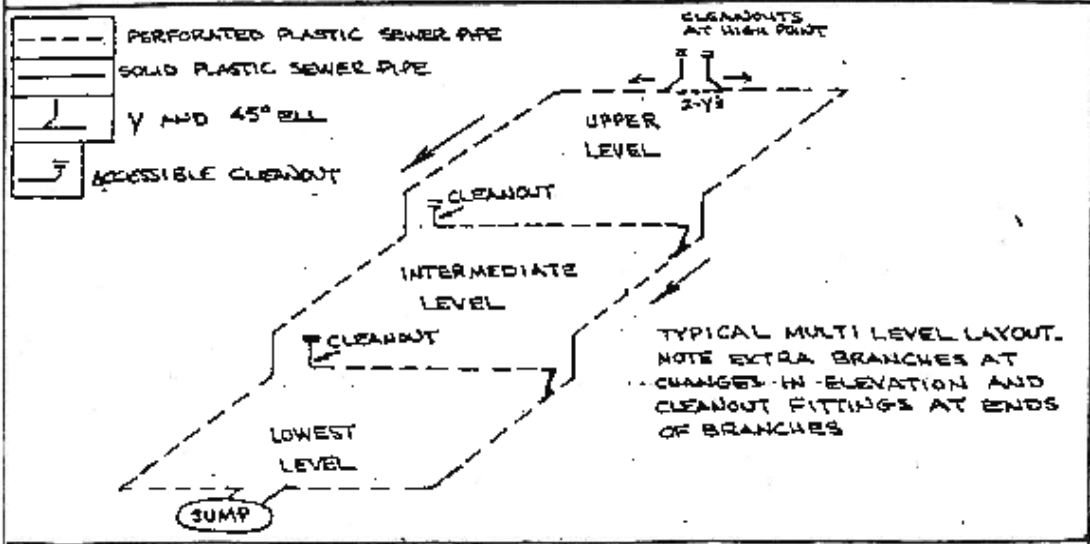 PERFORATED PLASTIC SEWER PIPE
SOLID PLASTIC SEWER PIPE
Y AND 45° ELL
ACCESSIBLE CLEANOUT
CLEANOUTS
AT HIGH POINT
2-Y's
UPPER
LEVEL
CLEANOUT
INTERMEDIATE
LEVEL
CLEANOUT
TYPICAL MULTI LEVEL LAYOUT.
NOTE EXTRA BRANCHES AT
CHANGES IN ELEVATION AND
CLEANOUT FITTINGS AT ENDS
OF BRANCHES
LOWEST
LEVEL
SUMP